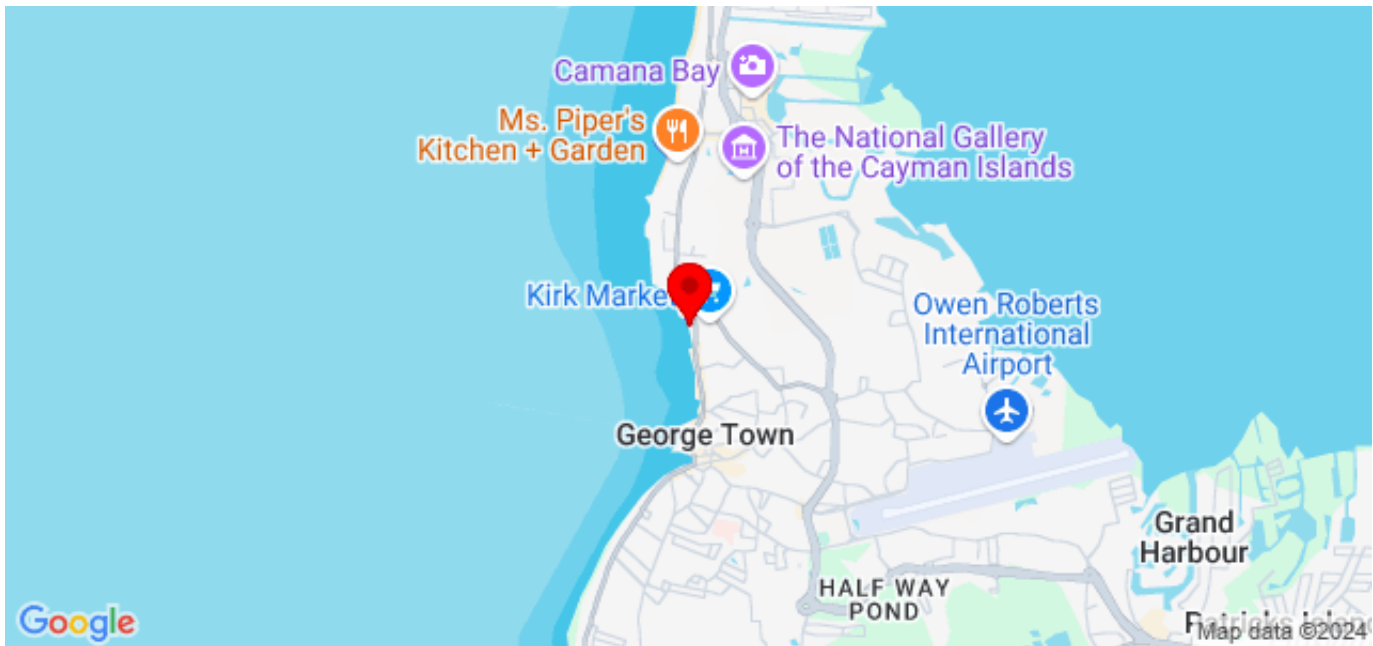 Camana Bay
Ms. Piper's
Kitchen + Garden
The National Gallery
of the Cayman Islands
Kirk Marke
Owen Roberts
International
Airport
George Town
Grand
Harbour
HALF WAY
POND
Google
Map data ©2024